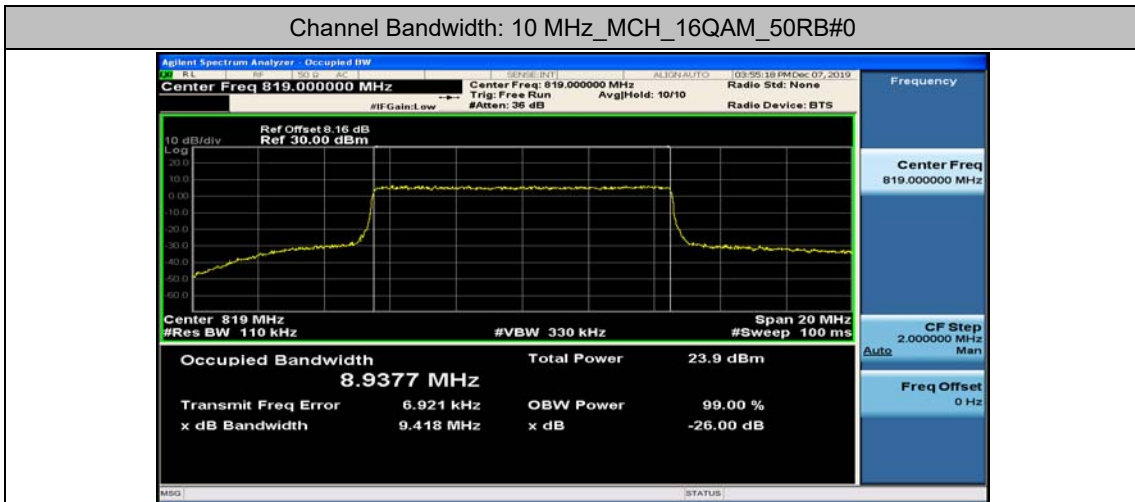 Channel Bandwidth: 10 MHz_MCH_16QAM_50RB#0
Agilent Spectrum Analyzer - Occupied BW
RL RF 50 Ω AC SENSE:INT ALIGN AUTO 03:55:18 PM Dec 07, 2019
Center Freq 819.000000 MHz
Center Freq: 819.000000 MHz
Radio Std: None
Trig: Free Run Avg|Hold: 10/10
#IFGain:Low #Atten: 36 dB Radio Device: BTS
Ref Offset 8.16 dB
10 dB/div Ref 30.00 dBm
Log
20.0
10.0
0.00
-10.0
-20.0
-30.0
-40.0
-50.0
-60.0
Center 819 MHz Span 20 MHz
#Res BW 110 kHz #VBW 330 kHz #Sweep 100 ms
Occupied Bandwidth Total Power 23.9 dBm
8.9377 MHz
Transmit Freq Error 6.921 kHz OBW Power 99.00 %
x dB Bandwidth 9.418 MHz x dB -26.00 dB
MSG STATUS
Frequency
Center Freq
819.000000 MHz
CF Step
2.000000 MHz
Auto Man
Freq Offset
0 Hz